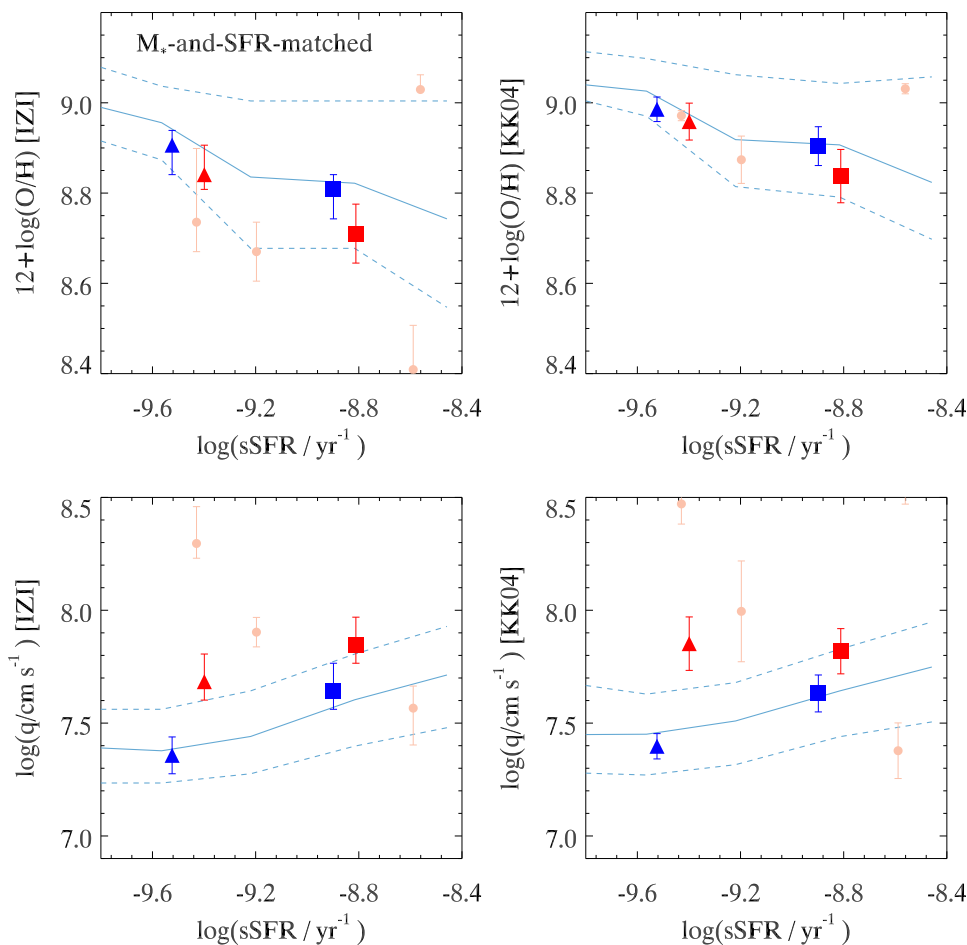 M*-and-SFR-matched
12+log(O/H) [IZI]
9.0
8.8
8.6
8.4
-9.6 -9.2 -8.8 -8.4
log(sSFR / yr⁻¹)
12+log(O/H) [KK04]
9.0
8.8
8.6
8.4
-9.6 -9.2 -8.8 -8.4
log(sSFR / yr⁻¹)
log(q/cm s⁻¹) [IZI]
8.5
8.0
7.5
7.0
-9.6 -9.2 -8.8 -8.4
log(sSFR / yr⁻¹)
log(q/cm s⁻¹) [KK04]
8.5
8.0
7.5
7.0
-9.6 -9.2 -8.8 -8.4
log(sSFR / yr⁻¹)